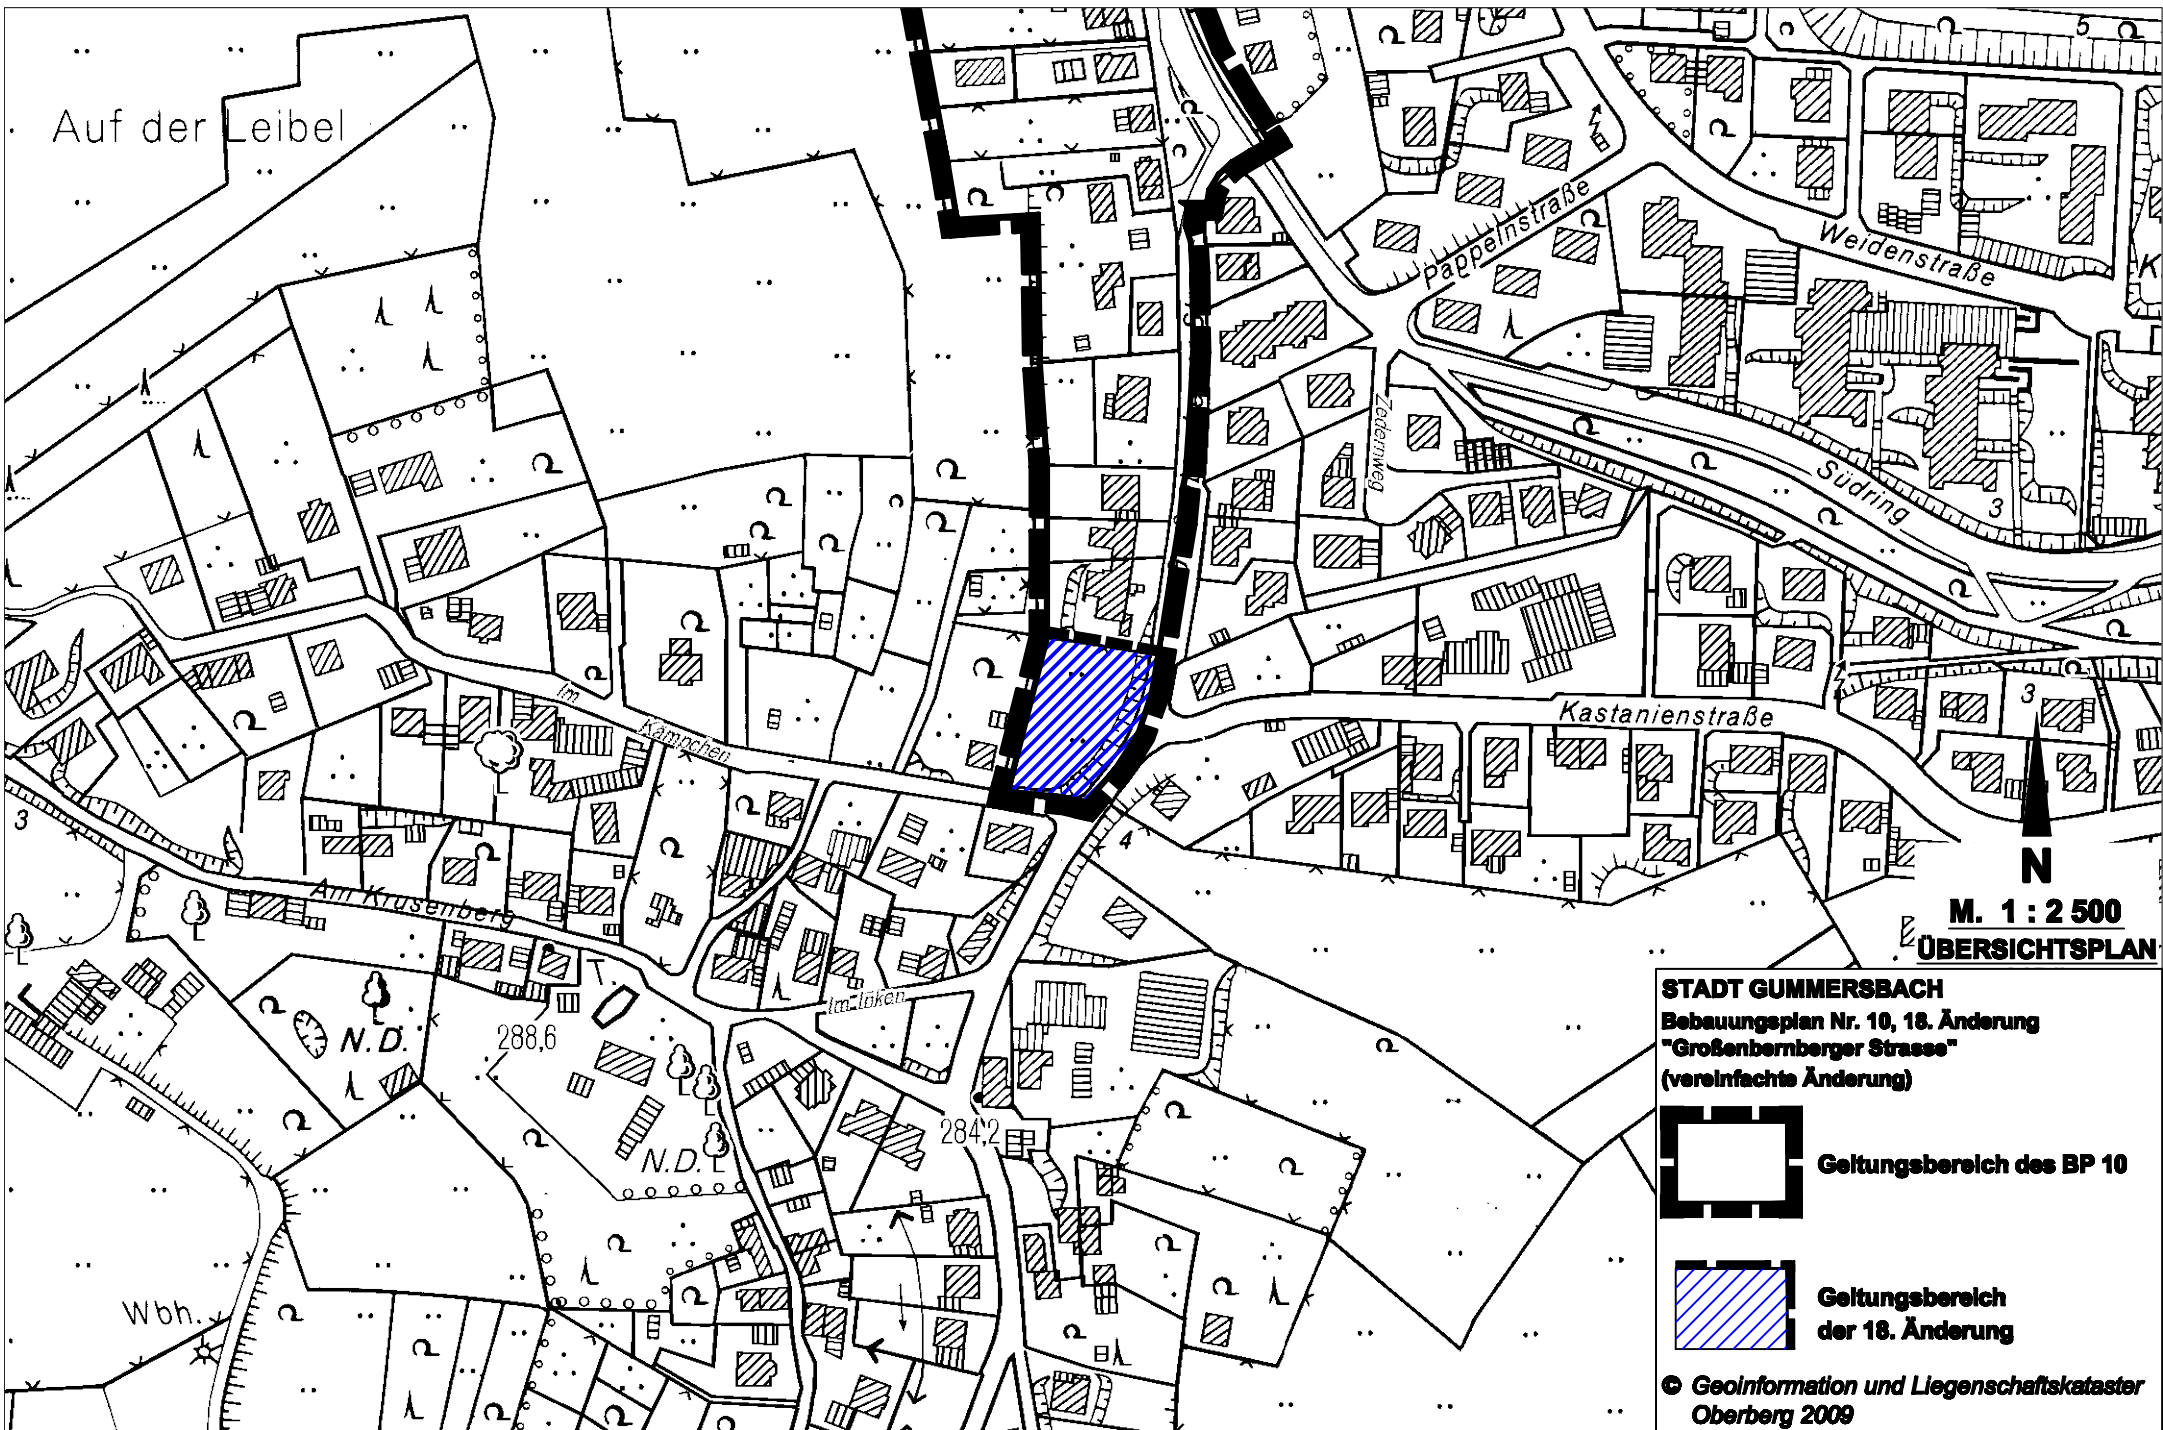 Auf der Leibel
5
Pappelnstraße
Weidenstraße
K
Zedernweg
Südring
3
Im
Kämpchen
Kastanienstraße
3
3
4
Am Krusenberg
N
M. 1 : 2 500
ÜBERSICHTSPLAN
Im Inken
288,6
N.D.
284,2
N.D.
Wbh.
STADT GUMMERSBACH
Bebauungsplan Nr. 10, 18. Änderung
"Großenbernberger Strasse"
(vereinfachte Änderung)
Geltungsbereich des BP 10
Geltungsbereich
der 18. Änderung
© Geoinformation und Liegenschaftskataster
Oberberg 2009